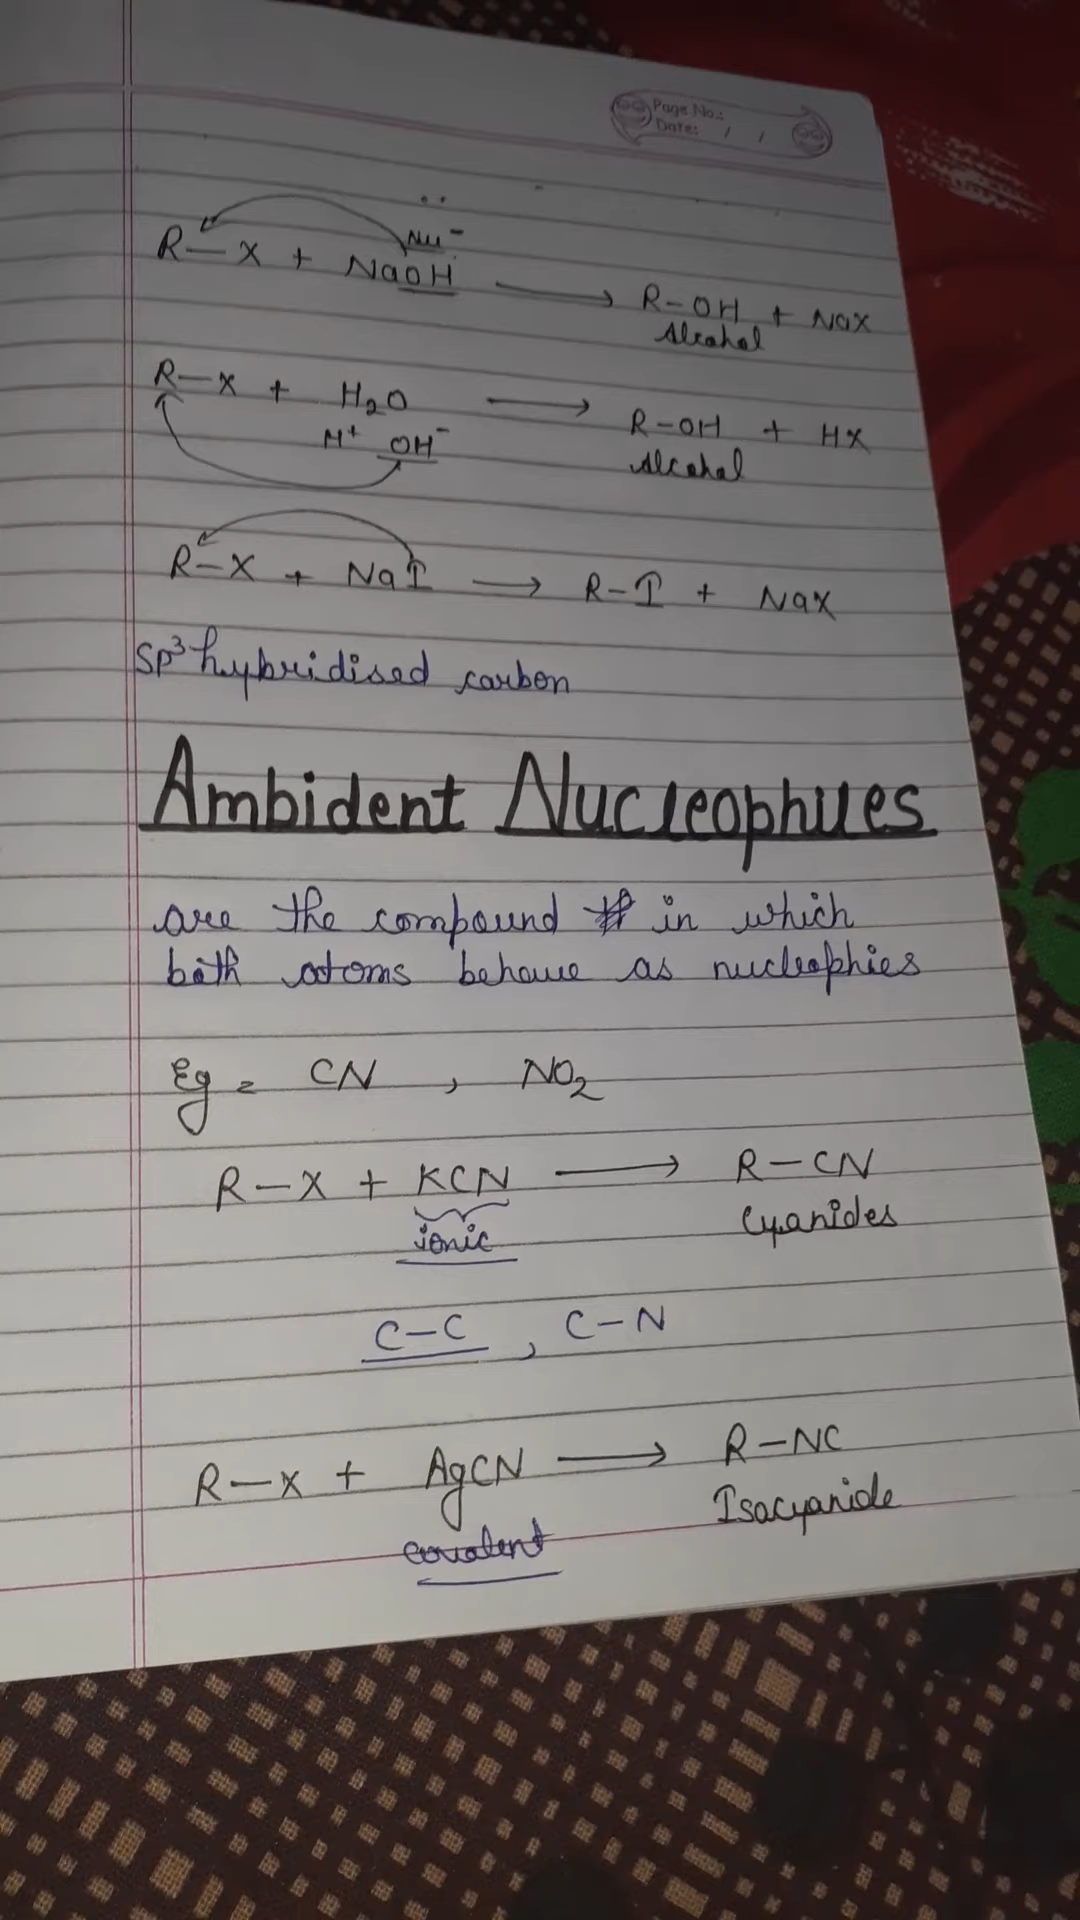 Page No.:
Date: / /
Nu⁻
R–X + NaOH ⟶ R–OH + NaX
Alcohol
R–X + H₂O ⟶ R–OH + HX
H⁺ OH⁻
Alcohol
R–X + NaI ⟶ R–I + NaX
SP³ hybridised carbon
Ambident Nucleophiles
are the compound in which
both atoms behave as nucleophies
Eg = CN , NO₂
R–X + KCN ⟶ R–CN
ionic
Cyanides
C–C , C–N
R–X + AgCN ⟶ R–NC
covalent
Isocyanide